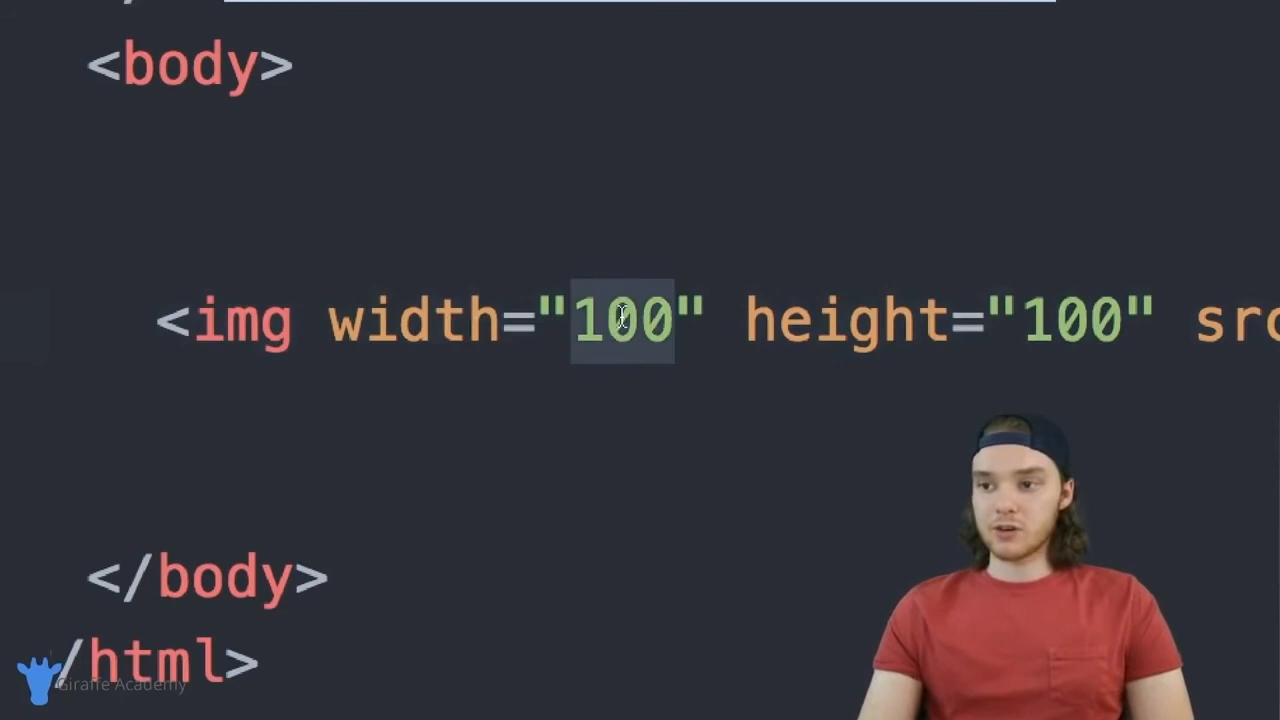 <body>
<img width="100" height="100" src
</body>
/html>
Giraffe Academy